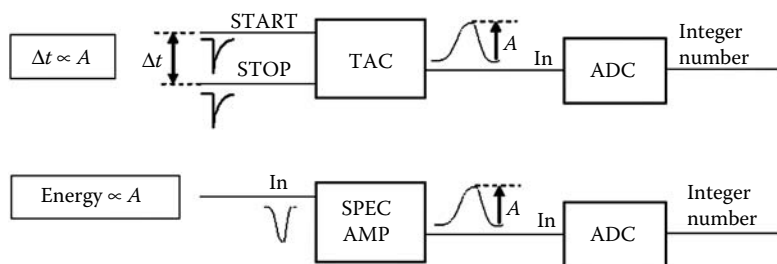 START
Δt ∝ A
Δt
STOP
TAC
A
In
ADC
Integer
number
Energy ∝ A
In
SPEC
AMP
A
In
ADC
Integer
number